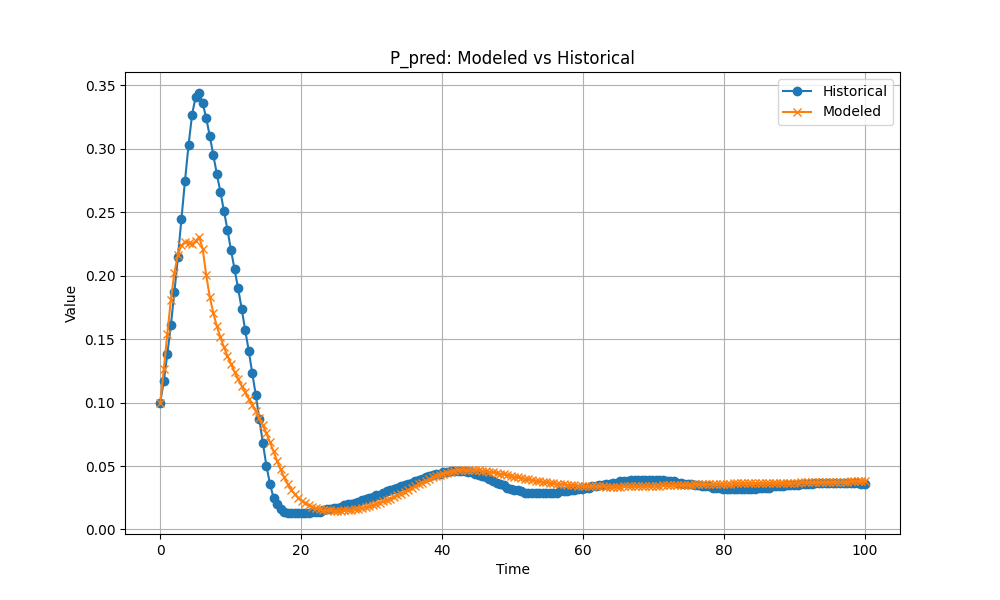 P_pred: Modeled vs Historical
Historical
Modeled
0.35
0.30
0.25
0.20
0.15
0.10
0.05
0.00
Value
0 20 40 60 80 100
Time